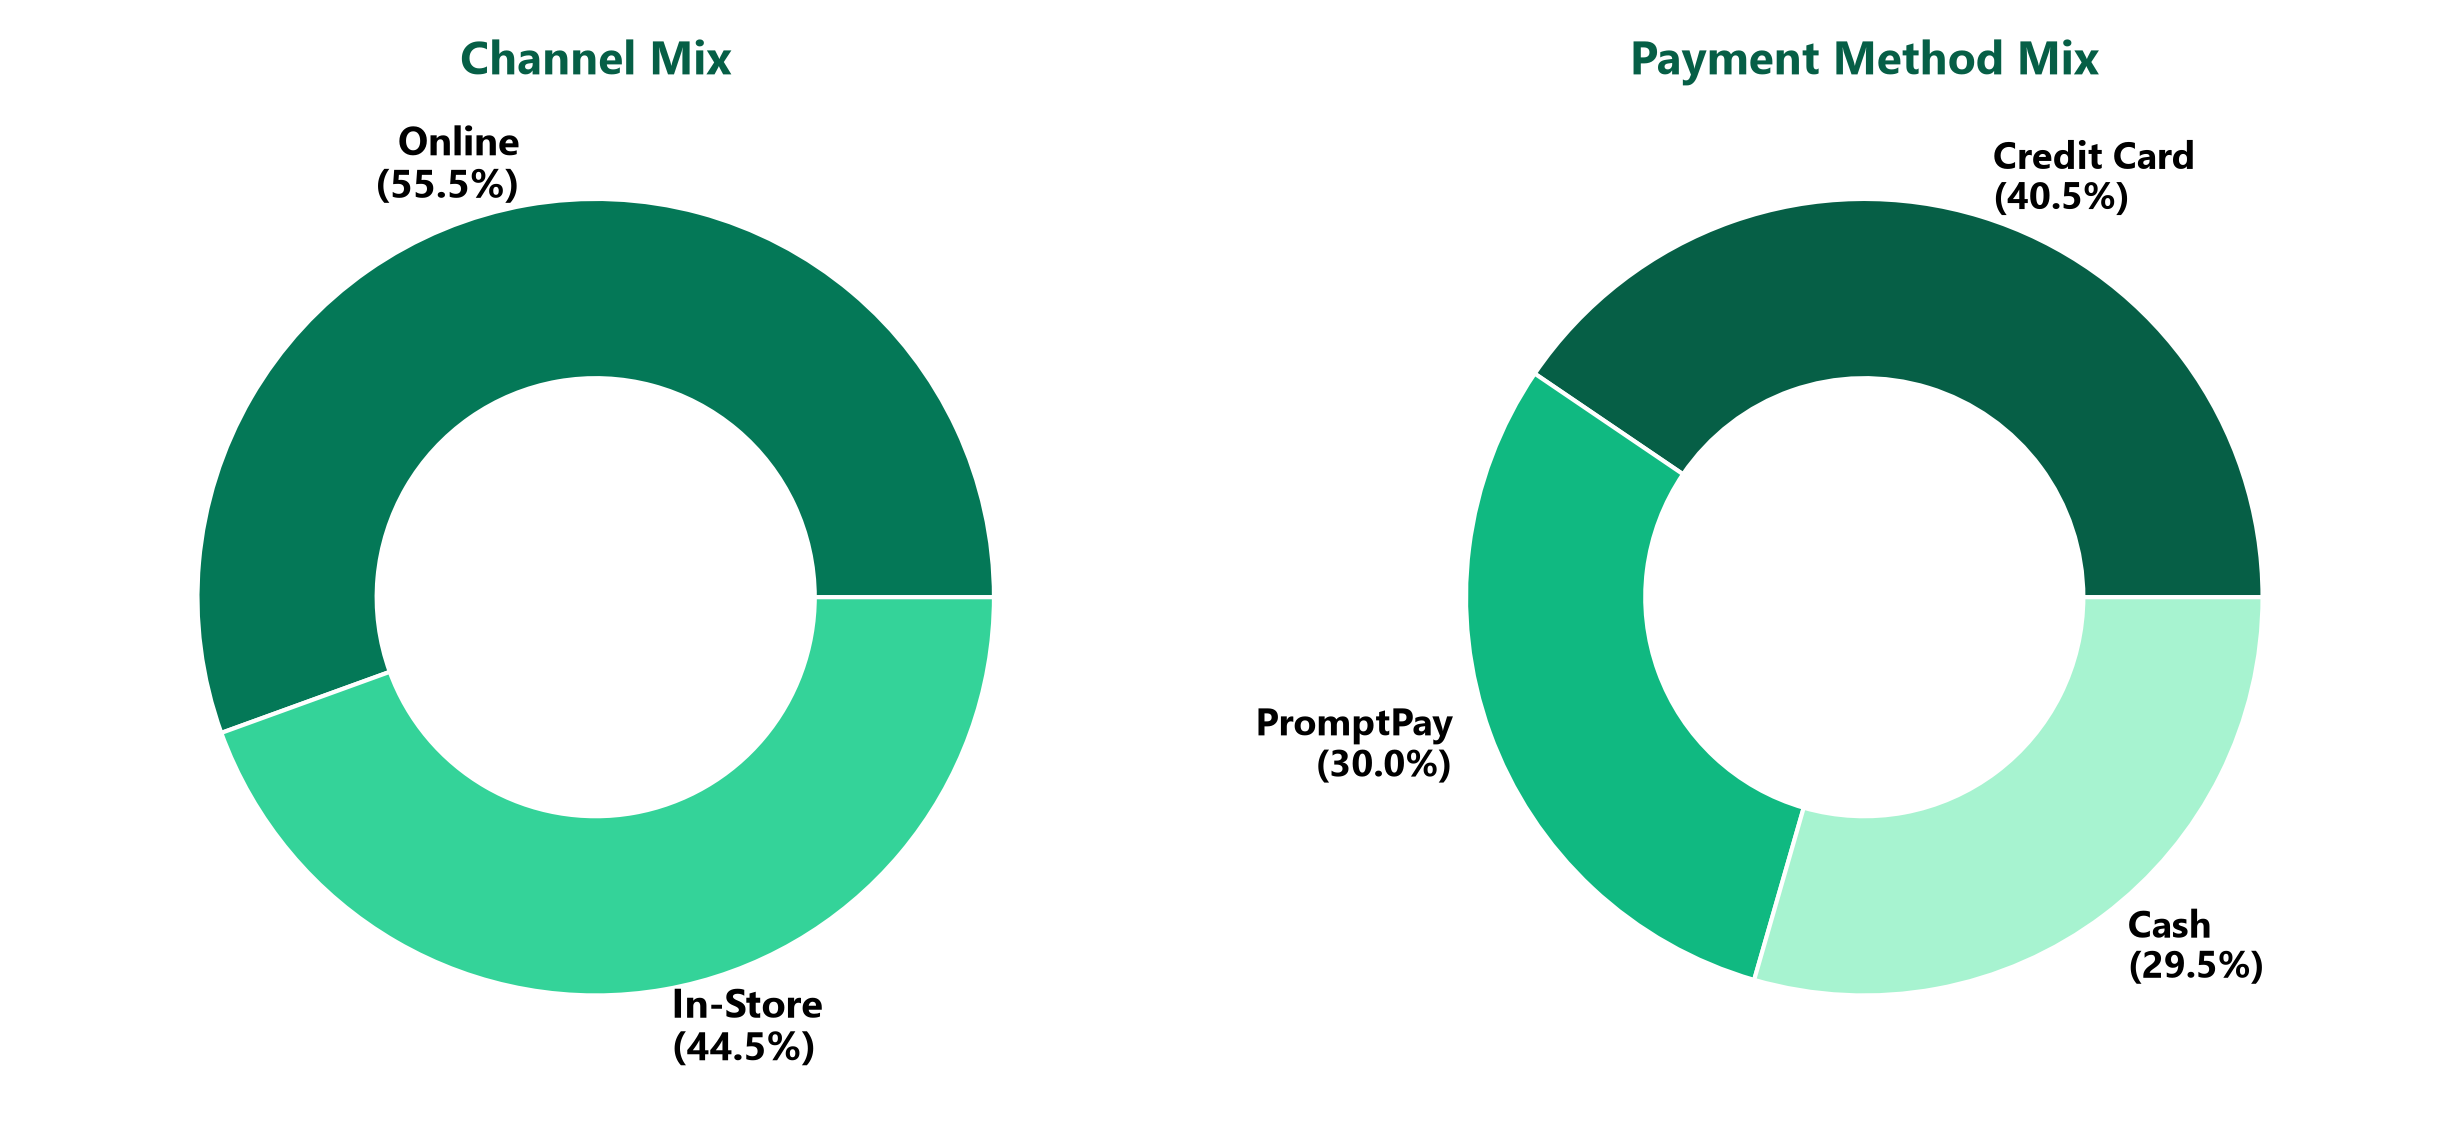 Channel Mix
Online
(55.5%)
In-Store
(44.5%)
Payment Method Mix
Credit Card
(40.5%)
PromptPay
(30.0%)
Cash
(29.5%)